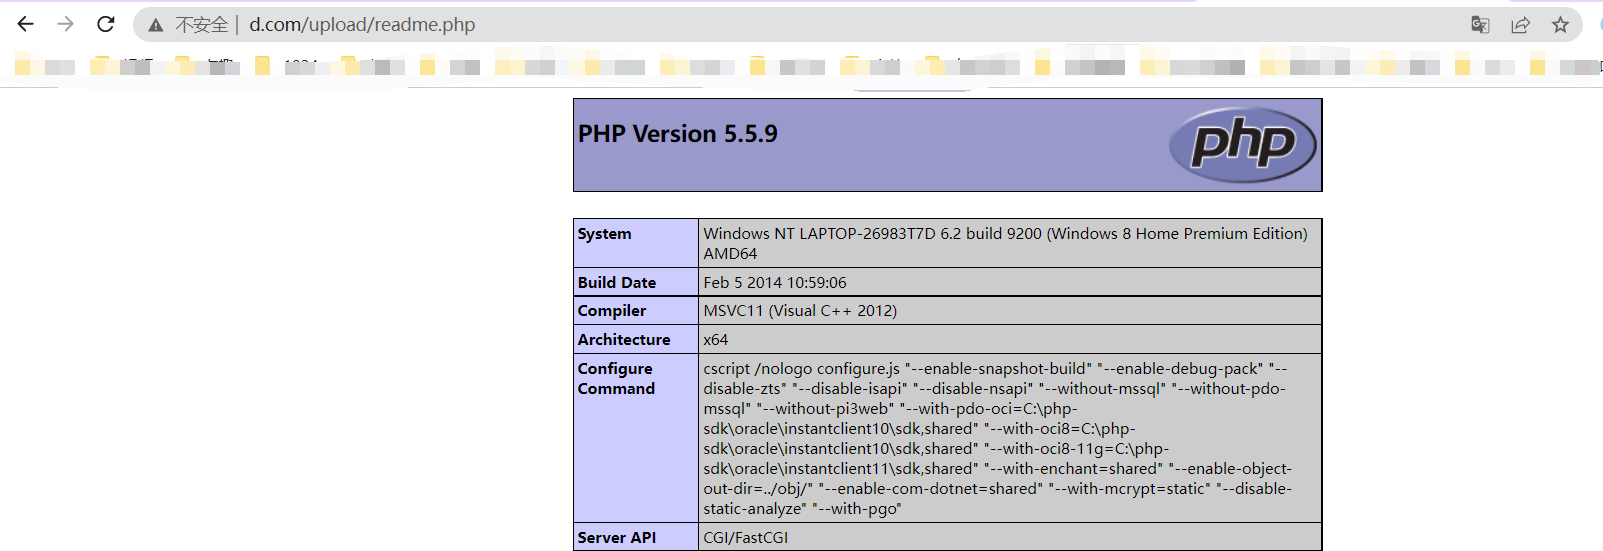 不安全 | d.com/upload/readme.php
1024
PHP Version 5.5.9
php
System
Windows NT LAPTOP-26983T7D 6.2 build 9200 (Windows 8 Home Premium Edition)
AMD64
Build Date
Feb 5 2014 10:59:06
Compiler
MSVC11 (Visual C++ 2012)
Architecture
x64
Configure
Command
cscript /nologo configure.js "--enable-snapshot-build" "--enable-debug-pack" "--
disable-zts" "--disable-isapi" "--disable-nsapi" "--without-mssql" "--without-pdo-
mssql" "--without-pi3web" "--with-pdo-oci=C:\php-
sdk\oracle\instantclient10\sdk,shared" "--with-oci8=C:\php-
sdk\oracle\instantclient10\sdk,shared" "--with-oci8-11g=C:\php-
sdk\oracle\instantclient11\sdk,shared" "--with-enchant=shared" "--enable-object-
out-dir=../obj/" "--enable-com-dotnet=shared" "--with-mcrypt=static" "--disable-
static-analyze" "--with-pgo"
Server API
CGI/FastCGI